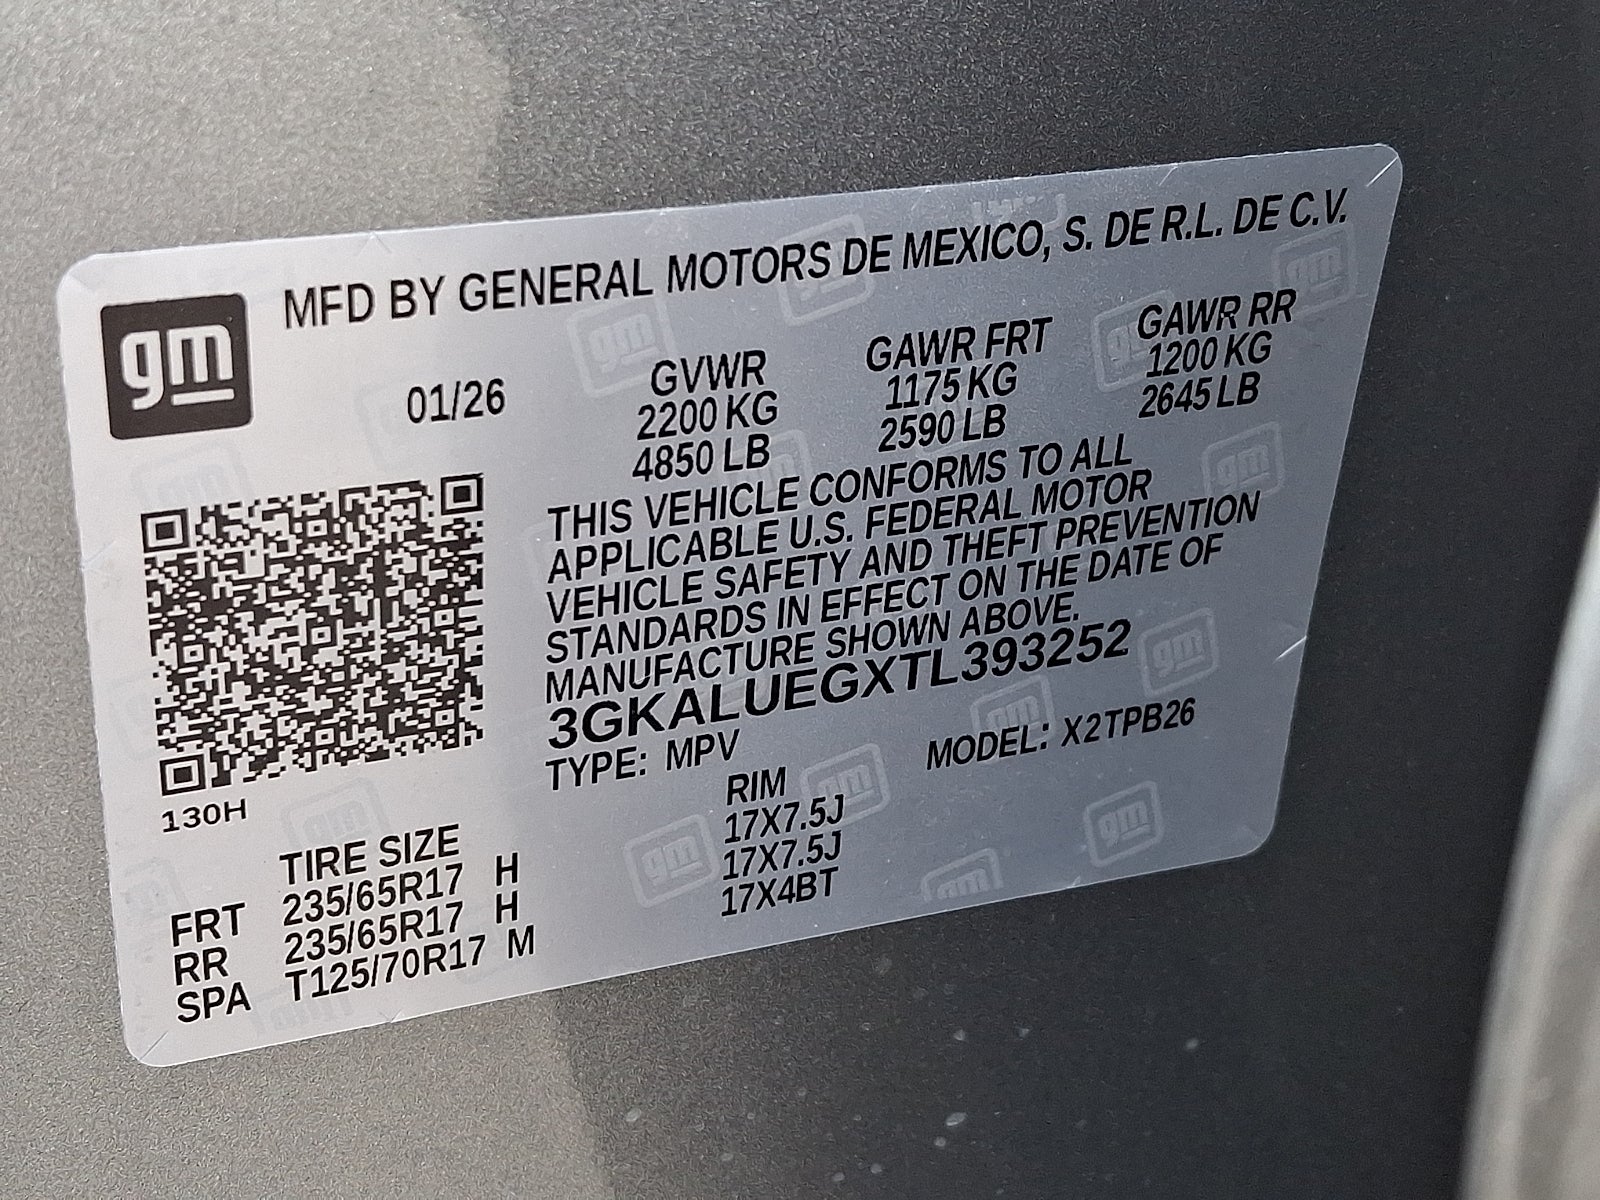 MFD BY GENERAL MOTORS DE MEXICO, S. DE R.L. DE C.V.
gm
01/26
GVWR GAWR FRT GAWR RR
2200 KG 1175 KG 1200 KG
4850 LB 2590 LB 2645 LB
THIS VEHICLE CONFORMS TO ALL
APPLICABLE U.S. FEDERAL MOTOR
VEHICLE SAFETY AND THEFT PREVENTION
STANDARDS IN EFFECT ON THE DATE OF
MANUFACTURE SHOWN ABOVE.
3GKALUEGXTL393252
TYPE: MPV MODEL: X2TPB26
130H
TIRE SIZE RIM
FRT 235/65R17 H 17X7.5J
RR 235/65R17 H 17X7.5J
SPA T125/70R17 M 17X4BT